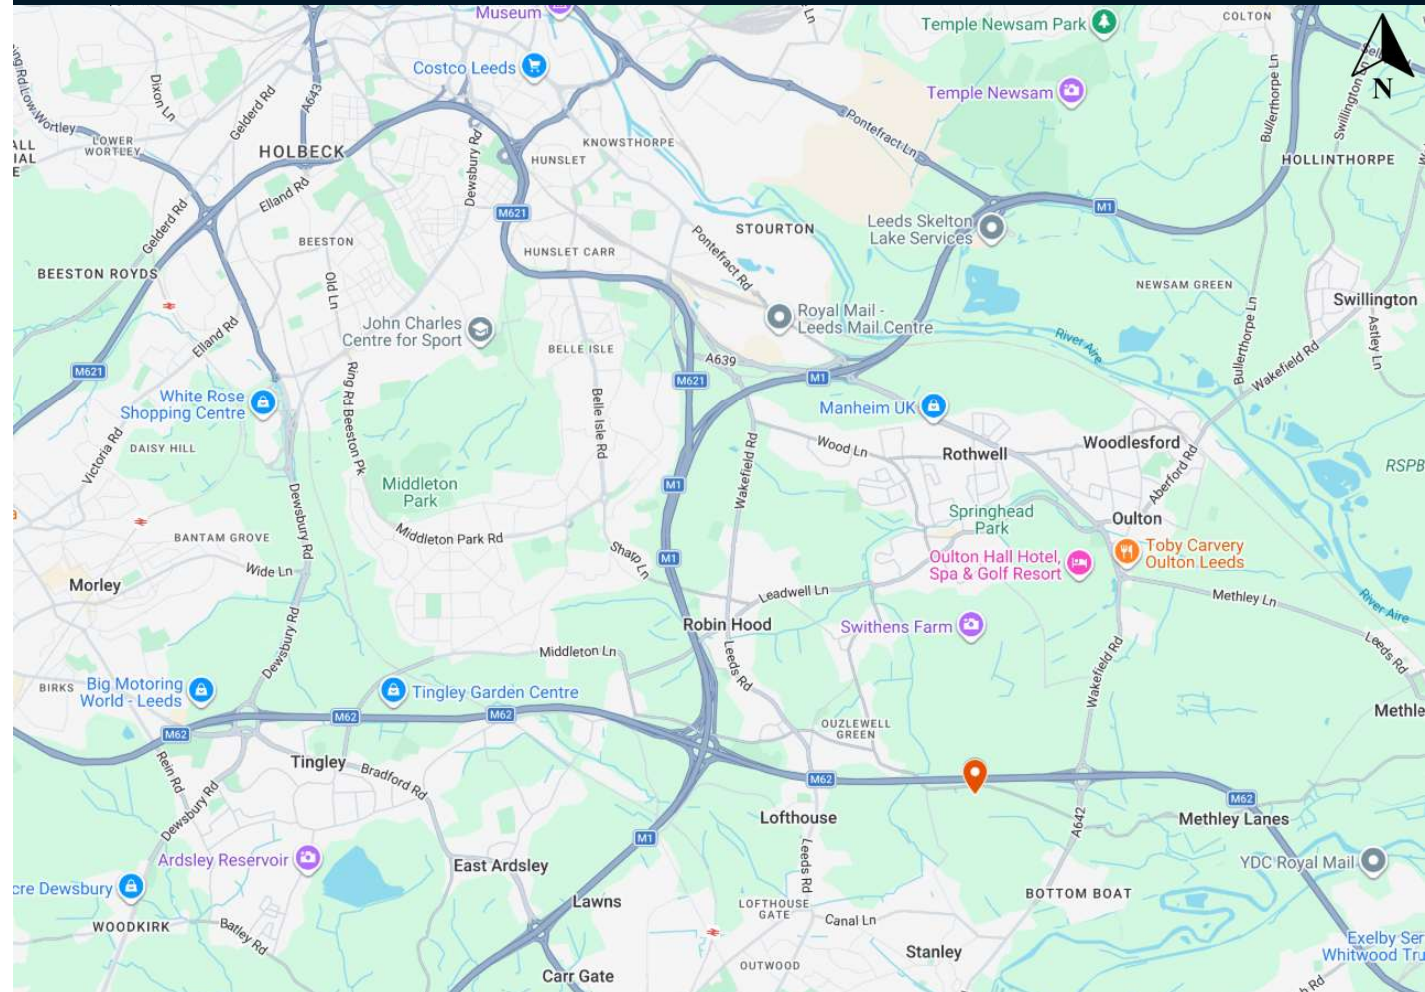 Museum
Temple Newsam Park
COLTON
Costco Leeds
Temple Newsam
N
Dixon Ln
Gelderd Rd
A643
Bullerthorpe Ln
Swillington Ln
LOWER
WORTLEY
HOLBECK
Dewsbury Rd
KNOWSTHORPE
HUNSLET
Pontefract Ln
HOLLINTHORPE
Gelderd Rd
Elland Rd
M621
M1
BEESTON
HUNSLET CARR
STOURTON
Leeds Skelton
Lake Services
BEESTON ROYDS
Old Ln
Pontefract Rd
NEWSAM GREEN
Swillington
Elland Rd
John Charles
Centre for Sport
BELLE ISLE
Royal Mail -
Leeds Mail Centre
River Aire
Bullerthorpe Ln
Astley Ln
M621
A639
M621
M1
Wakefield Rd
White Rose
Shopping Centre
Ring Rd Beeston Pk
Belle Isle Rd
Manheim UK
DAISY HILL
Victoria Rd
Wood Ln
Rothwell
Woodlesford
Middleton
Park
M1
Wakefield Rd
Aberford Rd
RSPB
Dewsbury Rd
Springhead
Park
Oulton
BANTAM GROVE
Middleton Park Rd
Sharp Ln
M1
Oulton Hall Hotel,
Spa & Golf Resort
Toby Carvery
Oulton Leeds
Morley
Wide Ln
Leadwell Ln
Methley Ln
River Aire
Dewsbury Rd
Robin Hood
Swithens Farm
Leeds Rd
Middleton Ln
Leeds Rd
Wakefield Rd
BIRKS
Big Motoring
World - Leeds
Tingley Garden Centre
Methle
M62
M62
M62
OUZLEWELL
GREEN
Rein Rd
Tingley
Bradford Rd
M62
M62
Dewsbury Rd
Lofthouse
A642
Methley Lanes
M1
Ardsley Reservoir
East Ardsley
Leeds Rd
YDC Royal Mail
cre Dewsbury
Lawns
LOFTHOUSE
GATE
BOTTOM BOAT
WOODKIRK
Batley Rd
Canal Ln
Stanley
Exelby Ser
Whitwood Tru
Carr Gate
OUTWOOD